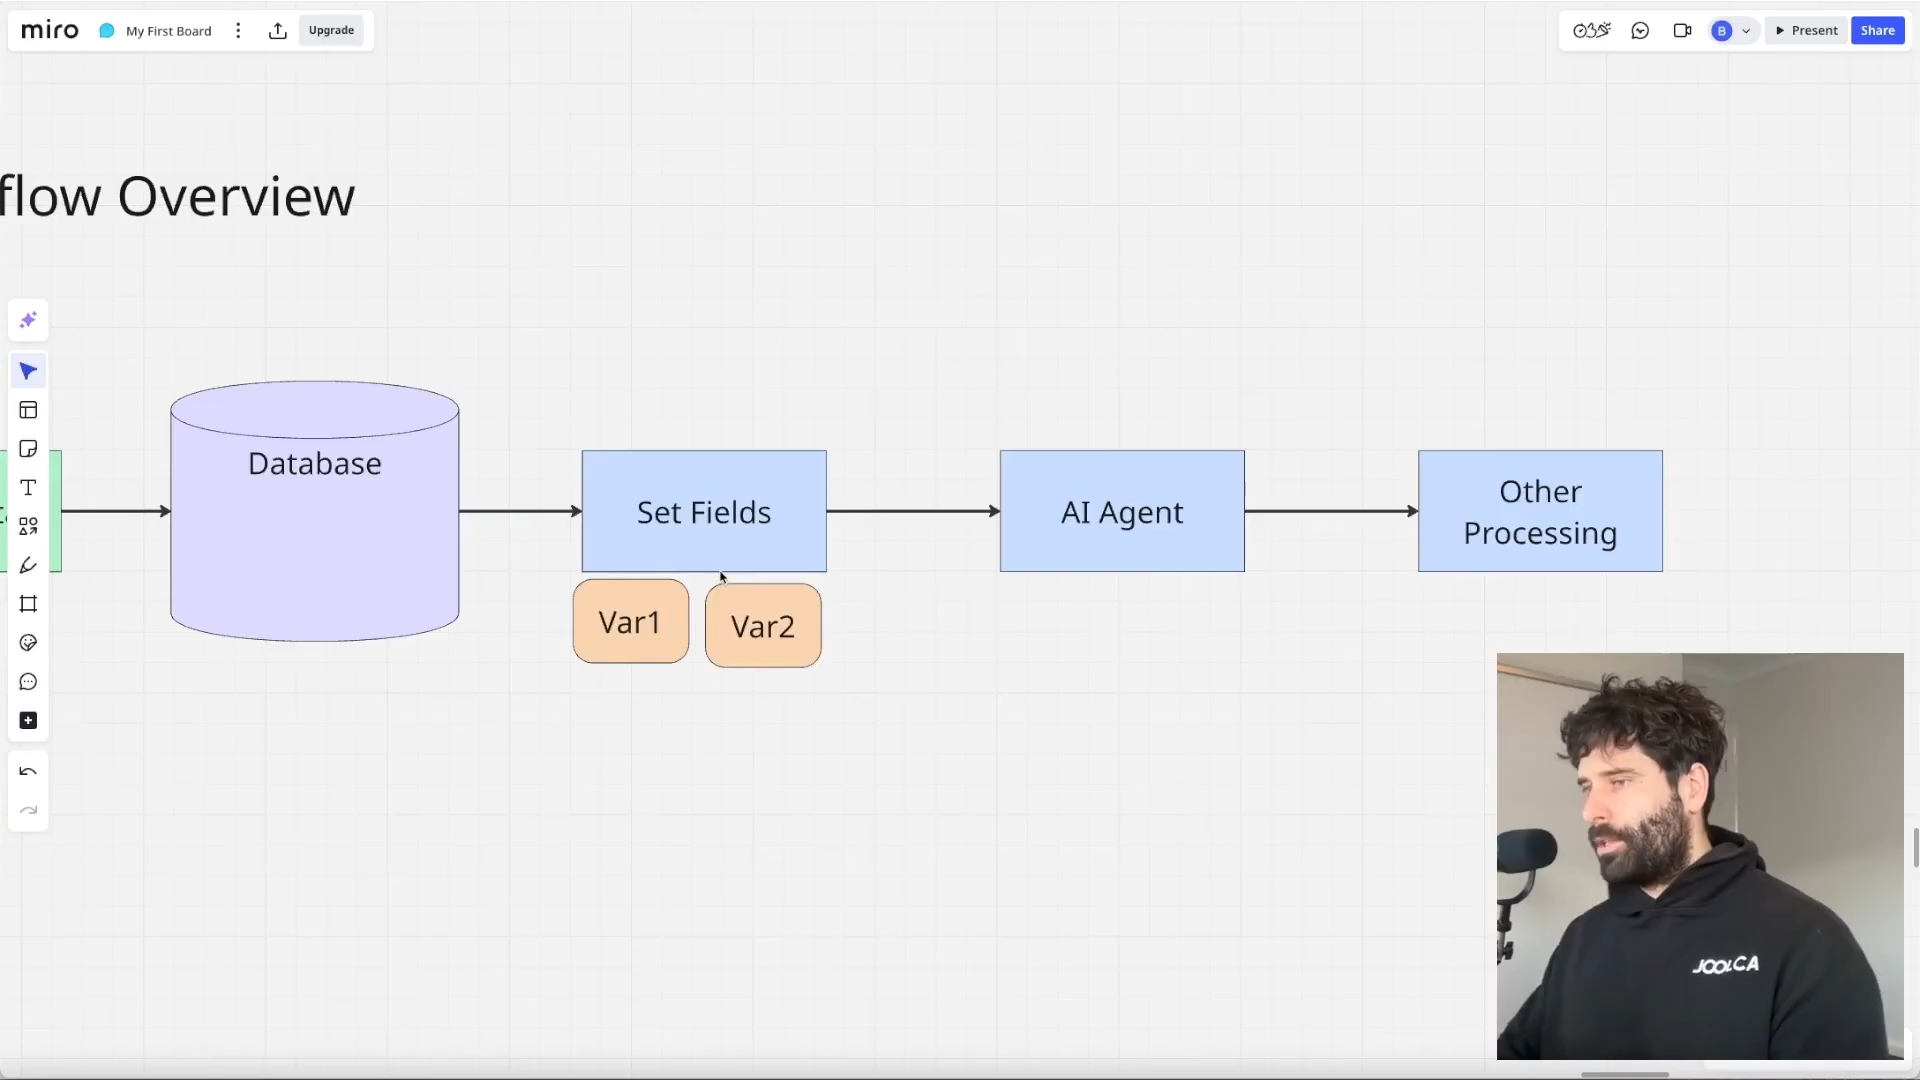 miro
My First Board
Upgrade
B
Present
Share
flow Overview
Database
Set Fields
AI Agent
Other
Processing
Var1
Var2
T
JOOLCA